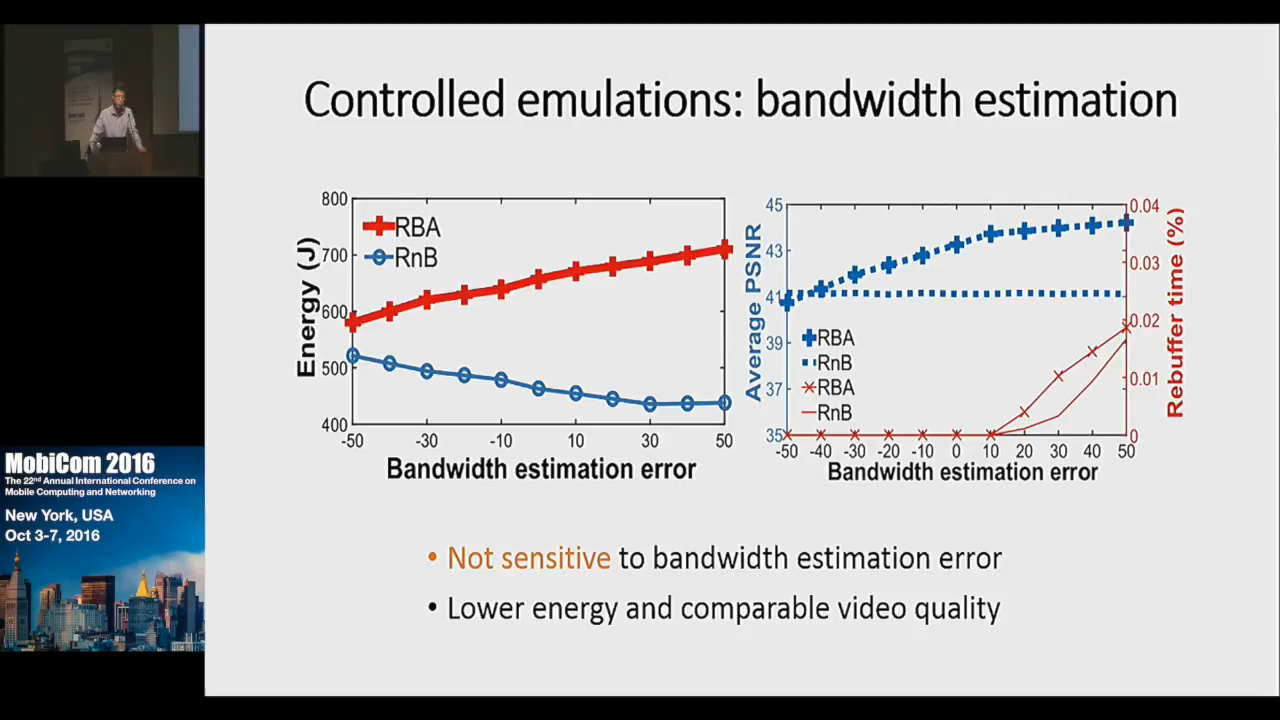 Controlled emulations: bandwidth estimation
800
700
600
500
400
Energy (J)
RBA
RnB
-50
-30
-10
10
30
50
Bandwidth estimation error
45
43
41
39
37
35
Average PSNR
RBA
RnB
RBA
RnB
0.04
0.03
0.02
0.01
0
Rebuffer time (%)
-50
-40
-30
-20
-10
0
10
20
30
40
50
Bandwidth estimation error
• Not sensitive to bandwidth estimation error
• Lower energy and comparable video quality
MobiCom 2016
The 22nd Annual International Conference on
Mobile Computing and Networking
New York, USA
Oct 3-7, 2016